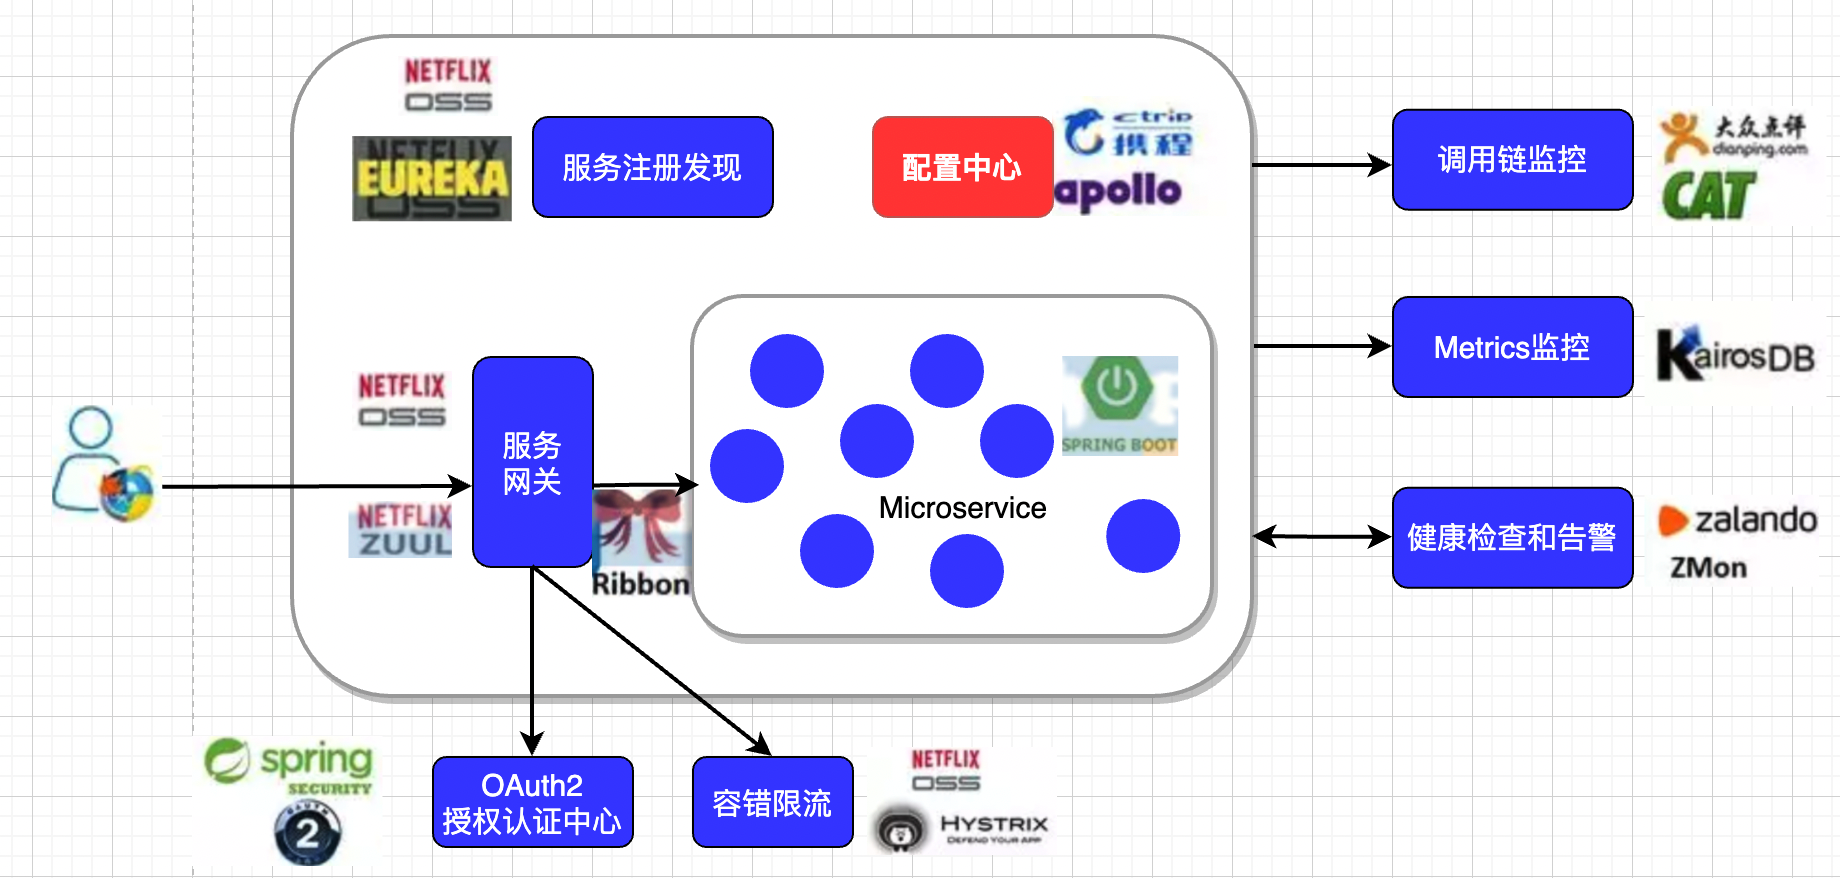 NETFLIX
OSS
NETFLIX
EUREKA
OSS
服务注册发现
配置中心
ctrip
携程
apollo
调用链监控
大众点评
dianping.com
CAT
Metrics监控
KairosDB
NETFLIX
OSS
服务
网关
NETFLIX
ZUUL
Ribbon
SPRING BOOT
Microservice
健康检查和告警
zalando
ZMon
spring
SECURITY
OAUTH
2
OAuth2
授权认证中心
容错限流
NETFLIX
OSS
HYSTRIX
DEFEND YOUR APP